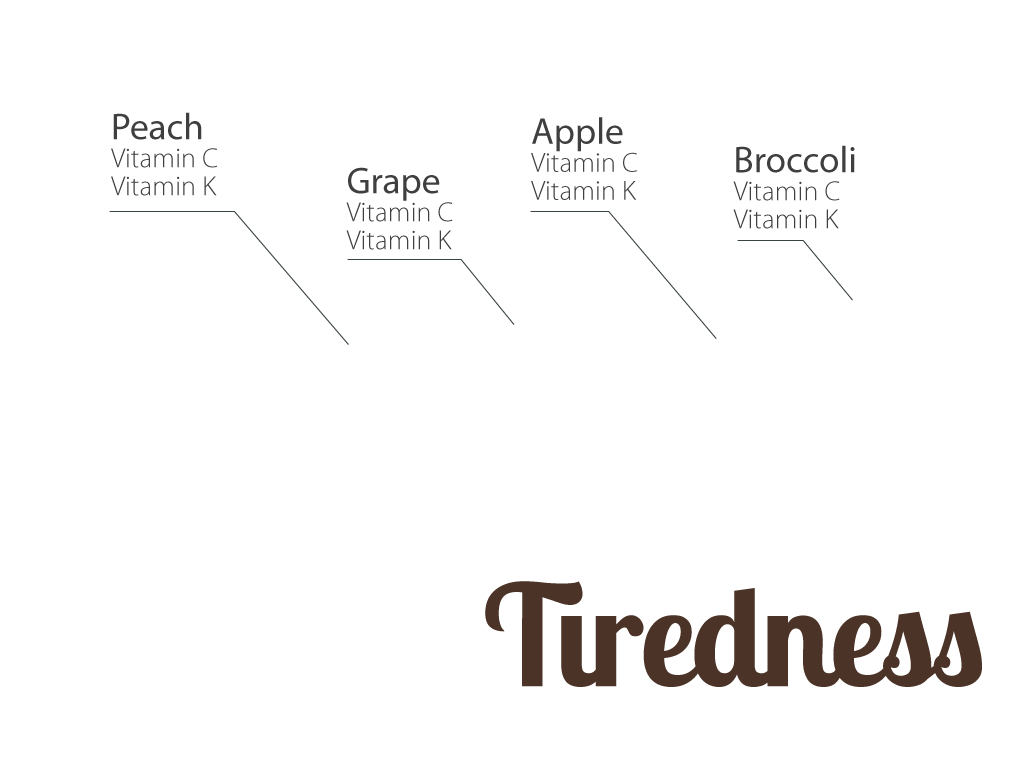 Peach
Vitamin C
Vitamin K
Grape
Vitamin C
Vitamin K
Apple
Vitamin C
Vitamin K
Broccoli
Vitamin C
Vitamin K
Tiredness